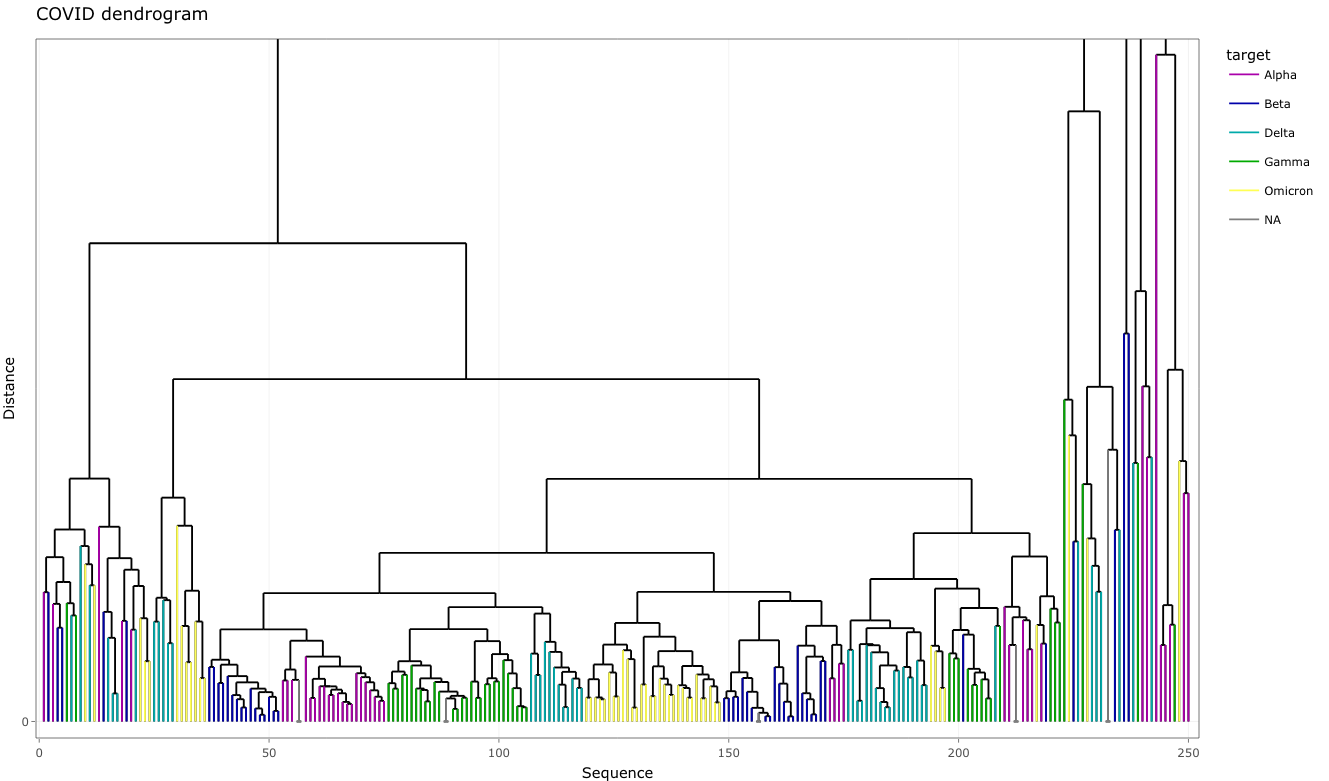 COVID dendrogram
target
Alpha
Beta
Delta
Gamma
Omicron
NA
Distance
0
0
50
100
150
200
250
Sequence